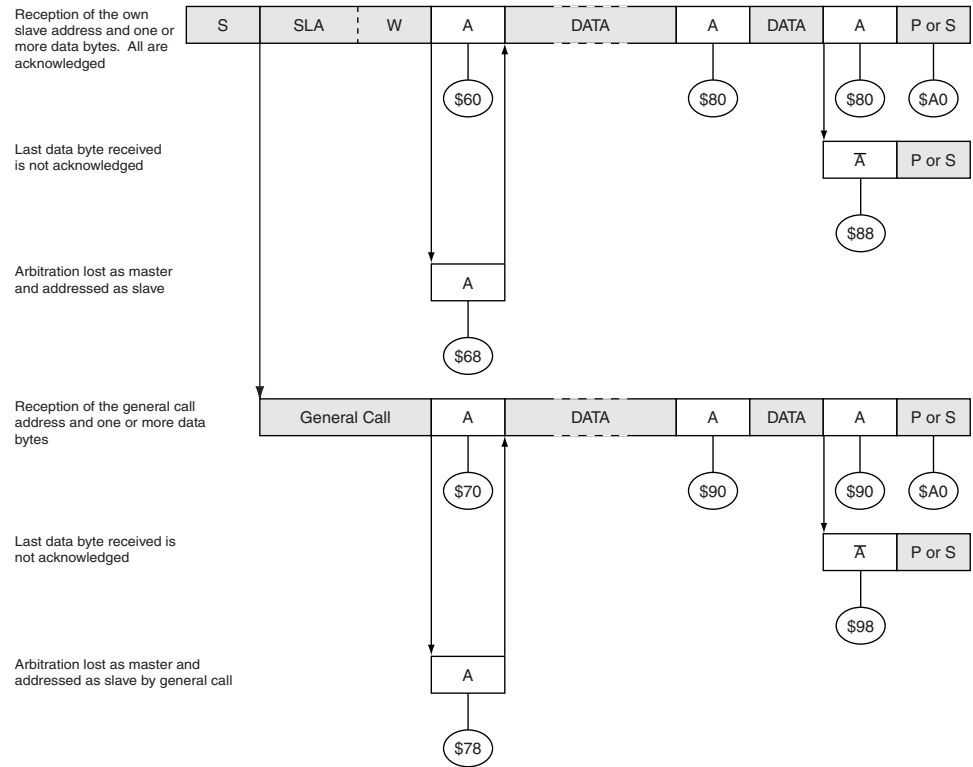 Reception of the own
slave address and one or
more data bytes. All are
acknowledged
S SLA W A DATA A DATA A P or S
$60 $80 $80 $A0
Last data byte received
is not acknowledged
A̅ P or S
$88
Arbitration lost as master
and addressed as slave
A
$68
Reception of the general call
address and one or more data
bytes
General Call A DATA A DATA A P or S
$70 $90 $90 $A0
Last data byte received is
not acknowledged
A̅ P or S
$98
Arbitration lost as master and
addressed as slave by general call
A
$78